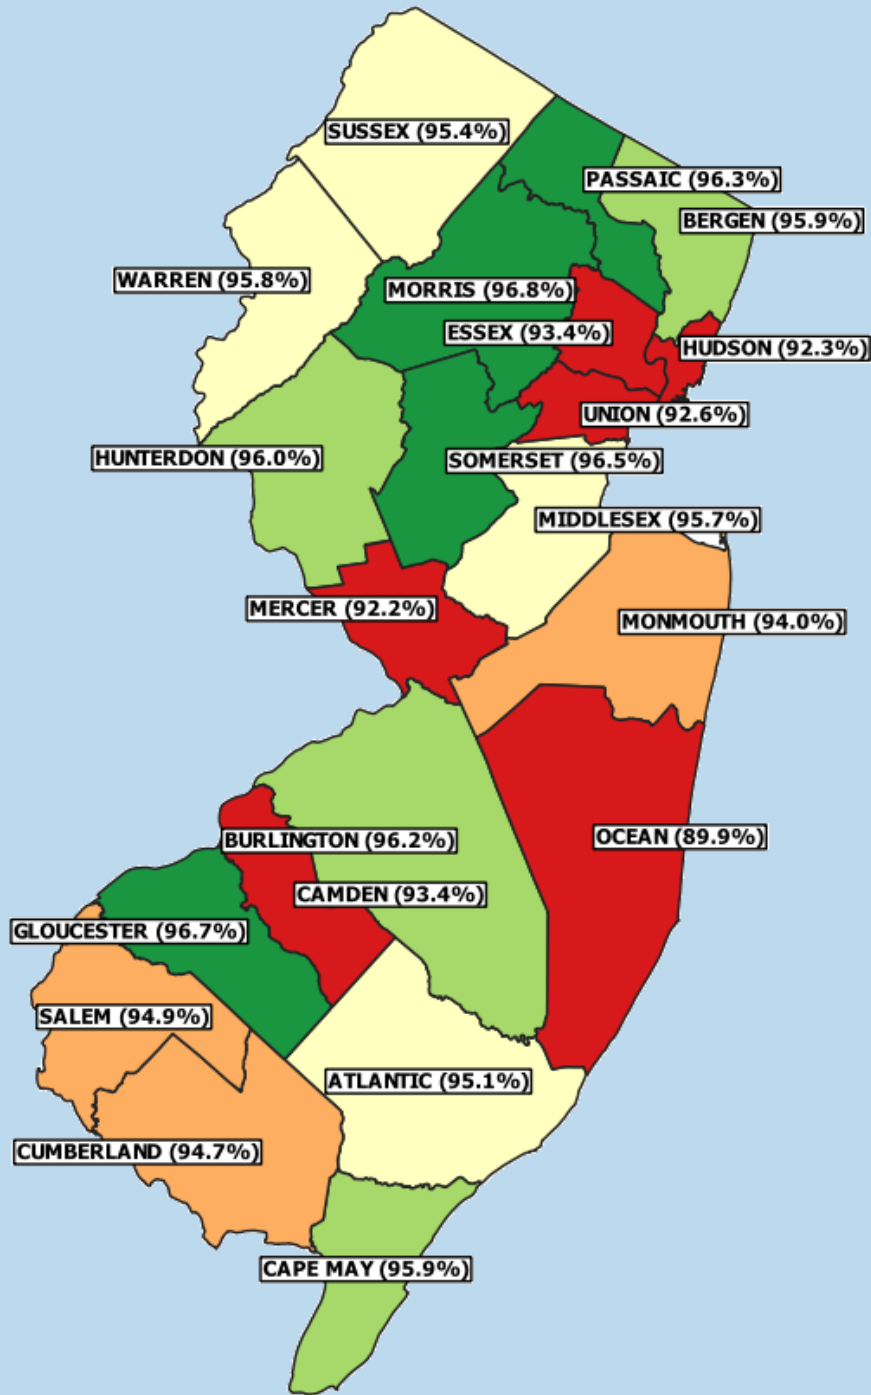 SUSSEX (95.4%)
PASSAIC (96.3%)
BERGEN (95.9%)
WARREN (95.8%)
MORRIS (96.8%)
ESSEX (93.4%)
HUDSON (92.3%)
UNION (92.6%)
HUNTERDON (96.0%)
SOMERSET (96.5%)
MIDDLESEX (95.7%)
MERCER (92.2%)
MONMOUTH (94.0%)
BURLINGTON (96.2%)
OCEAN (89.9%)
CAMDEN (93.4%)
GLOUCESTER (96.7%)
SALEM (94.9%)
ATLANTIC (95.1%)
CUMBERLAND (94.7%)
CAPE MAY (95.9%)